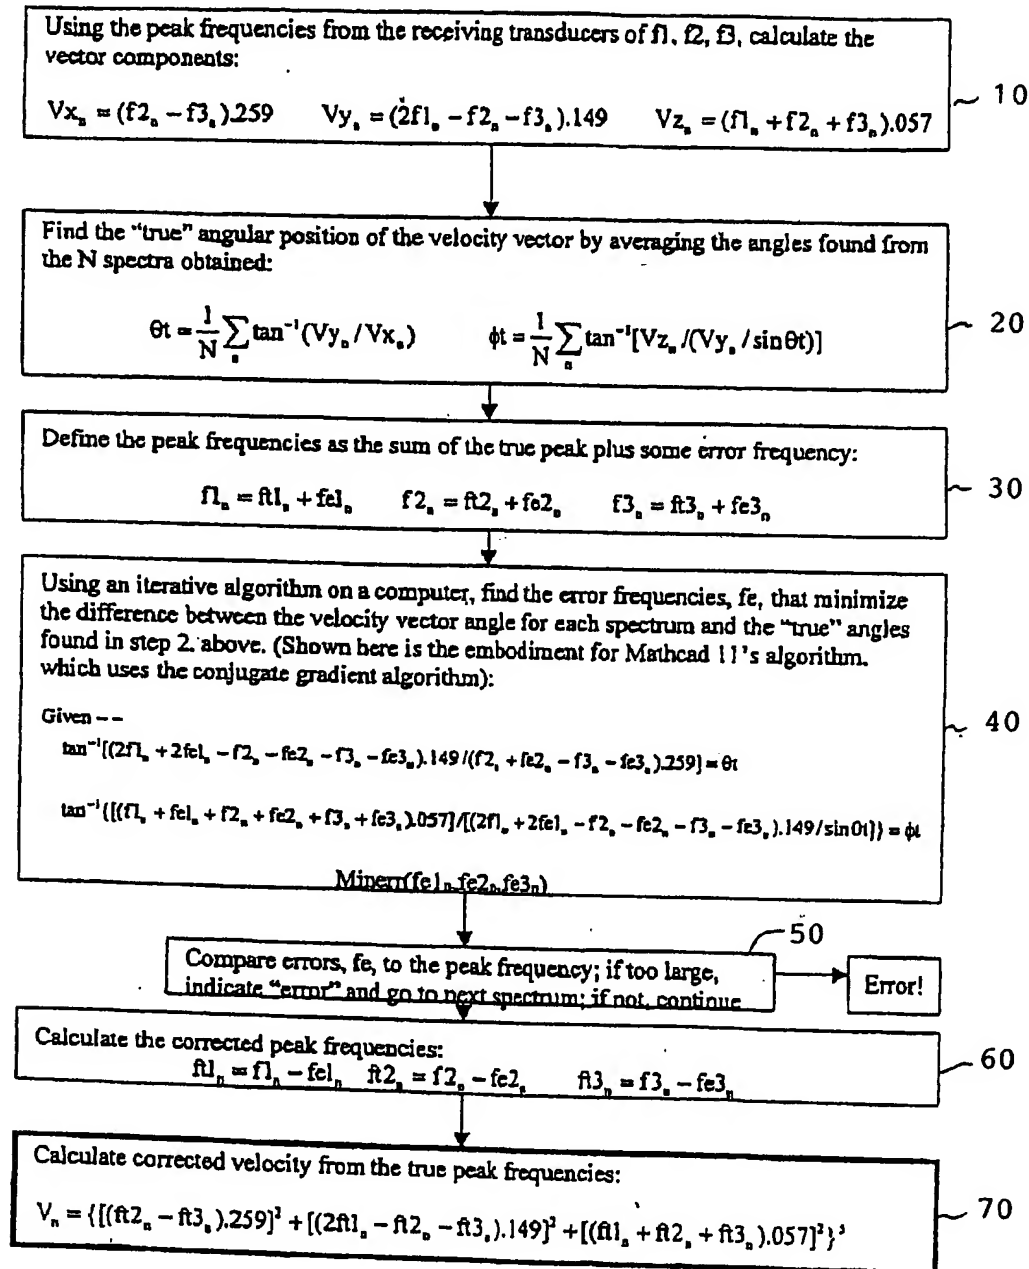 Using the peak frequencies from the receiving transducers of f1, f2, f3, calculate the
vector components:
Vxₙ = (f2ₙ − f3ₙ).259 Vyₙ = (2f1ₙ − f2ₙ − f3ₙ).149 Vzₙ = (f1ₙ + f2ₙ + f3ₙ).057
10
Find the "true" angular position of the velocity vector by averaging the angles found from
the N spectra obtained:
θt = 1/N ∑ₙ tan⁻¹(Vyₙ/Vxₙ) ϕt = 1/N ∑ₙ tan⁻¹[Vzₙ/(Vyₙ/sinθt)]
20
Define the peak frequencies as the sum of the true peak plus some error frequency:
f1ₙ = ft1ₙ + fe1ₙ f2ₙ = ft2ₙ + fe2ₙ f3ₙ = ft3ₙ + fe3ₙ
30
Using an iterative algorithm on a computer, find the error frequencies, fe, that minimize
the difference between the velocity vector angle for each spectrum and the "true" angles
found in step 2. above. (Shown here is the embodiment for Mathcad 11's algorithm.
which uses the conjugate gradient algorithm):
Given --
tan⁻¹[(2f1ₙ + 2fe1ₙ − f2ₙ − fe2ₙ − f3ₙ − fe3ₙ).149/(f2ₙ + fe2ₙ − f3ₙ − fe3ₙ).259] = θt
40
tan⁻¹{[(f1ₙ + fe1ₙ + f2ₙ + fe2ₙ + f3ₙ + fe3ₙ).057]/[(2f1ₙ + 2fe1ₙ − f2ₙ − fe2ₙ − f3ₙ − fe3ₙ).149/sinθt]} = ϕt
Minerr(fe1ₙ,fe2ₙ,fe3ₙ)
50
Compare errors, fe, to the peak frequency; if too large,
indicate "error" and go to next spectrum; if not, continue
Error!
Calculate the corrected peak frequencies:
ft1ₙ = f1ₙ − fe1ₙ ft2ₙ = f2ₙ − fe2ₙ ft3ₙ = f3ₙ − fe3ₙ
60
Calculate corrected velocity from the true peak frequencies:
Vₙ = {[(ft2ₙ − ft3ₙ).259]² + [(2ft1ₙ − ft2ₙ − ft3ₙ).149]² + [(ft1ₙ + ft2ₙ + ft3ₙ).057]²}
70